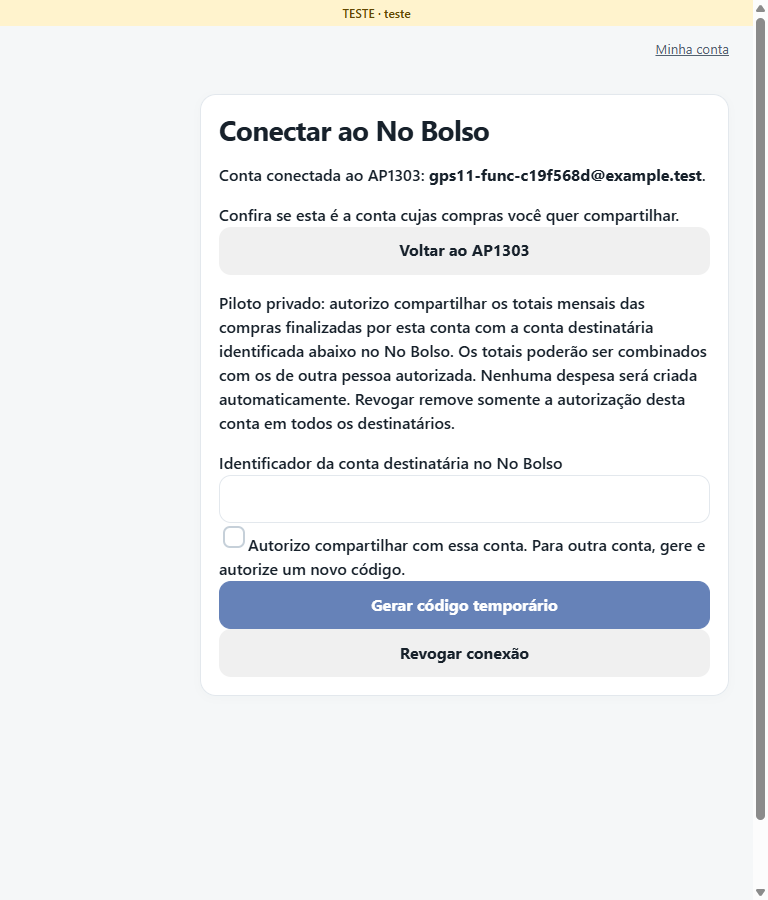 TESTE · teste
Minha conta
Conectar ao No Bolso
Conta conectada ao AP1303: gps11-func-c19f568d@example.test.
Confira se esta é a conta cujas compras você quer compartilhar.
Voltar ao AP1303
Piloto privado: autorizo compartilhar os totais mensais das
compras finalizadas por esta conta com a conta destinatária
identificada abaixo no No Bolso. Os totais poderão ser combinados
com os de outra pessoa autorizada. Nenhuma despesa será criada
automaticamente. Revogar remove somente a autorização desta
conta em todos os destinatários.
Identificador da conta destinatária no No Bolso
Autorizo compartilhar com essa conta. Para outra conta, gere e
autorize um novo código.
Gerar código temporário
Revogar conexão